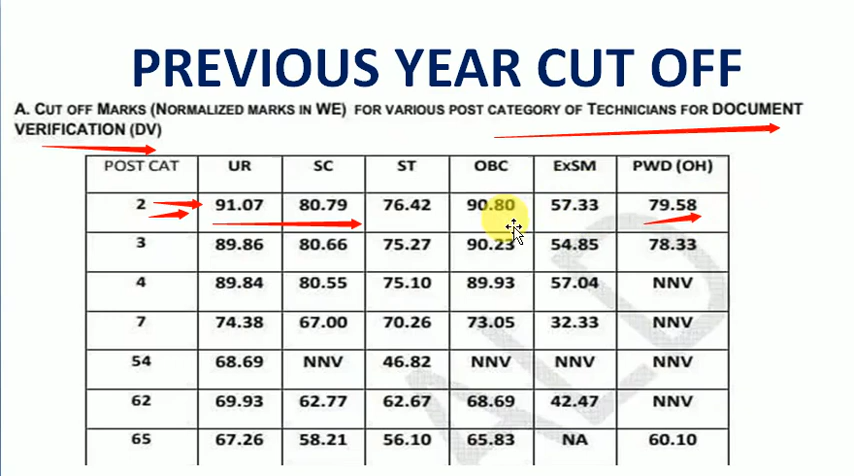 PREVIOUS YEAR CUT OFF
A. CUT OFF MARKS (NORMALIZED MARKS IN WE) FOR VARIOUS POST CATEGORY OF TECHNICIANS FOR DOCUMENT
VERIFICATION (DV)
POST CAT UR SC ST OBC ExSM PWD (OH)
2 91.07 80.79 76.42 90.80 57.33 79.58
3 89.86 80.66 75.27 90.23 54.85 78.33
4 89.84 80.55 75.10 89.93 57.04 NNV
7 74.38 67.00 70.26 73.05 32.33 NNV
54 68.69 NNV 46.82 NNV NNV NNV
62 69.93 62.77 62.67 68.69 42.47 NNV
65 67.26 58.21 56.10 65.83 NA 60.10
ALD